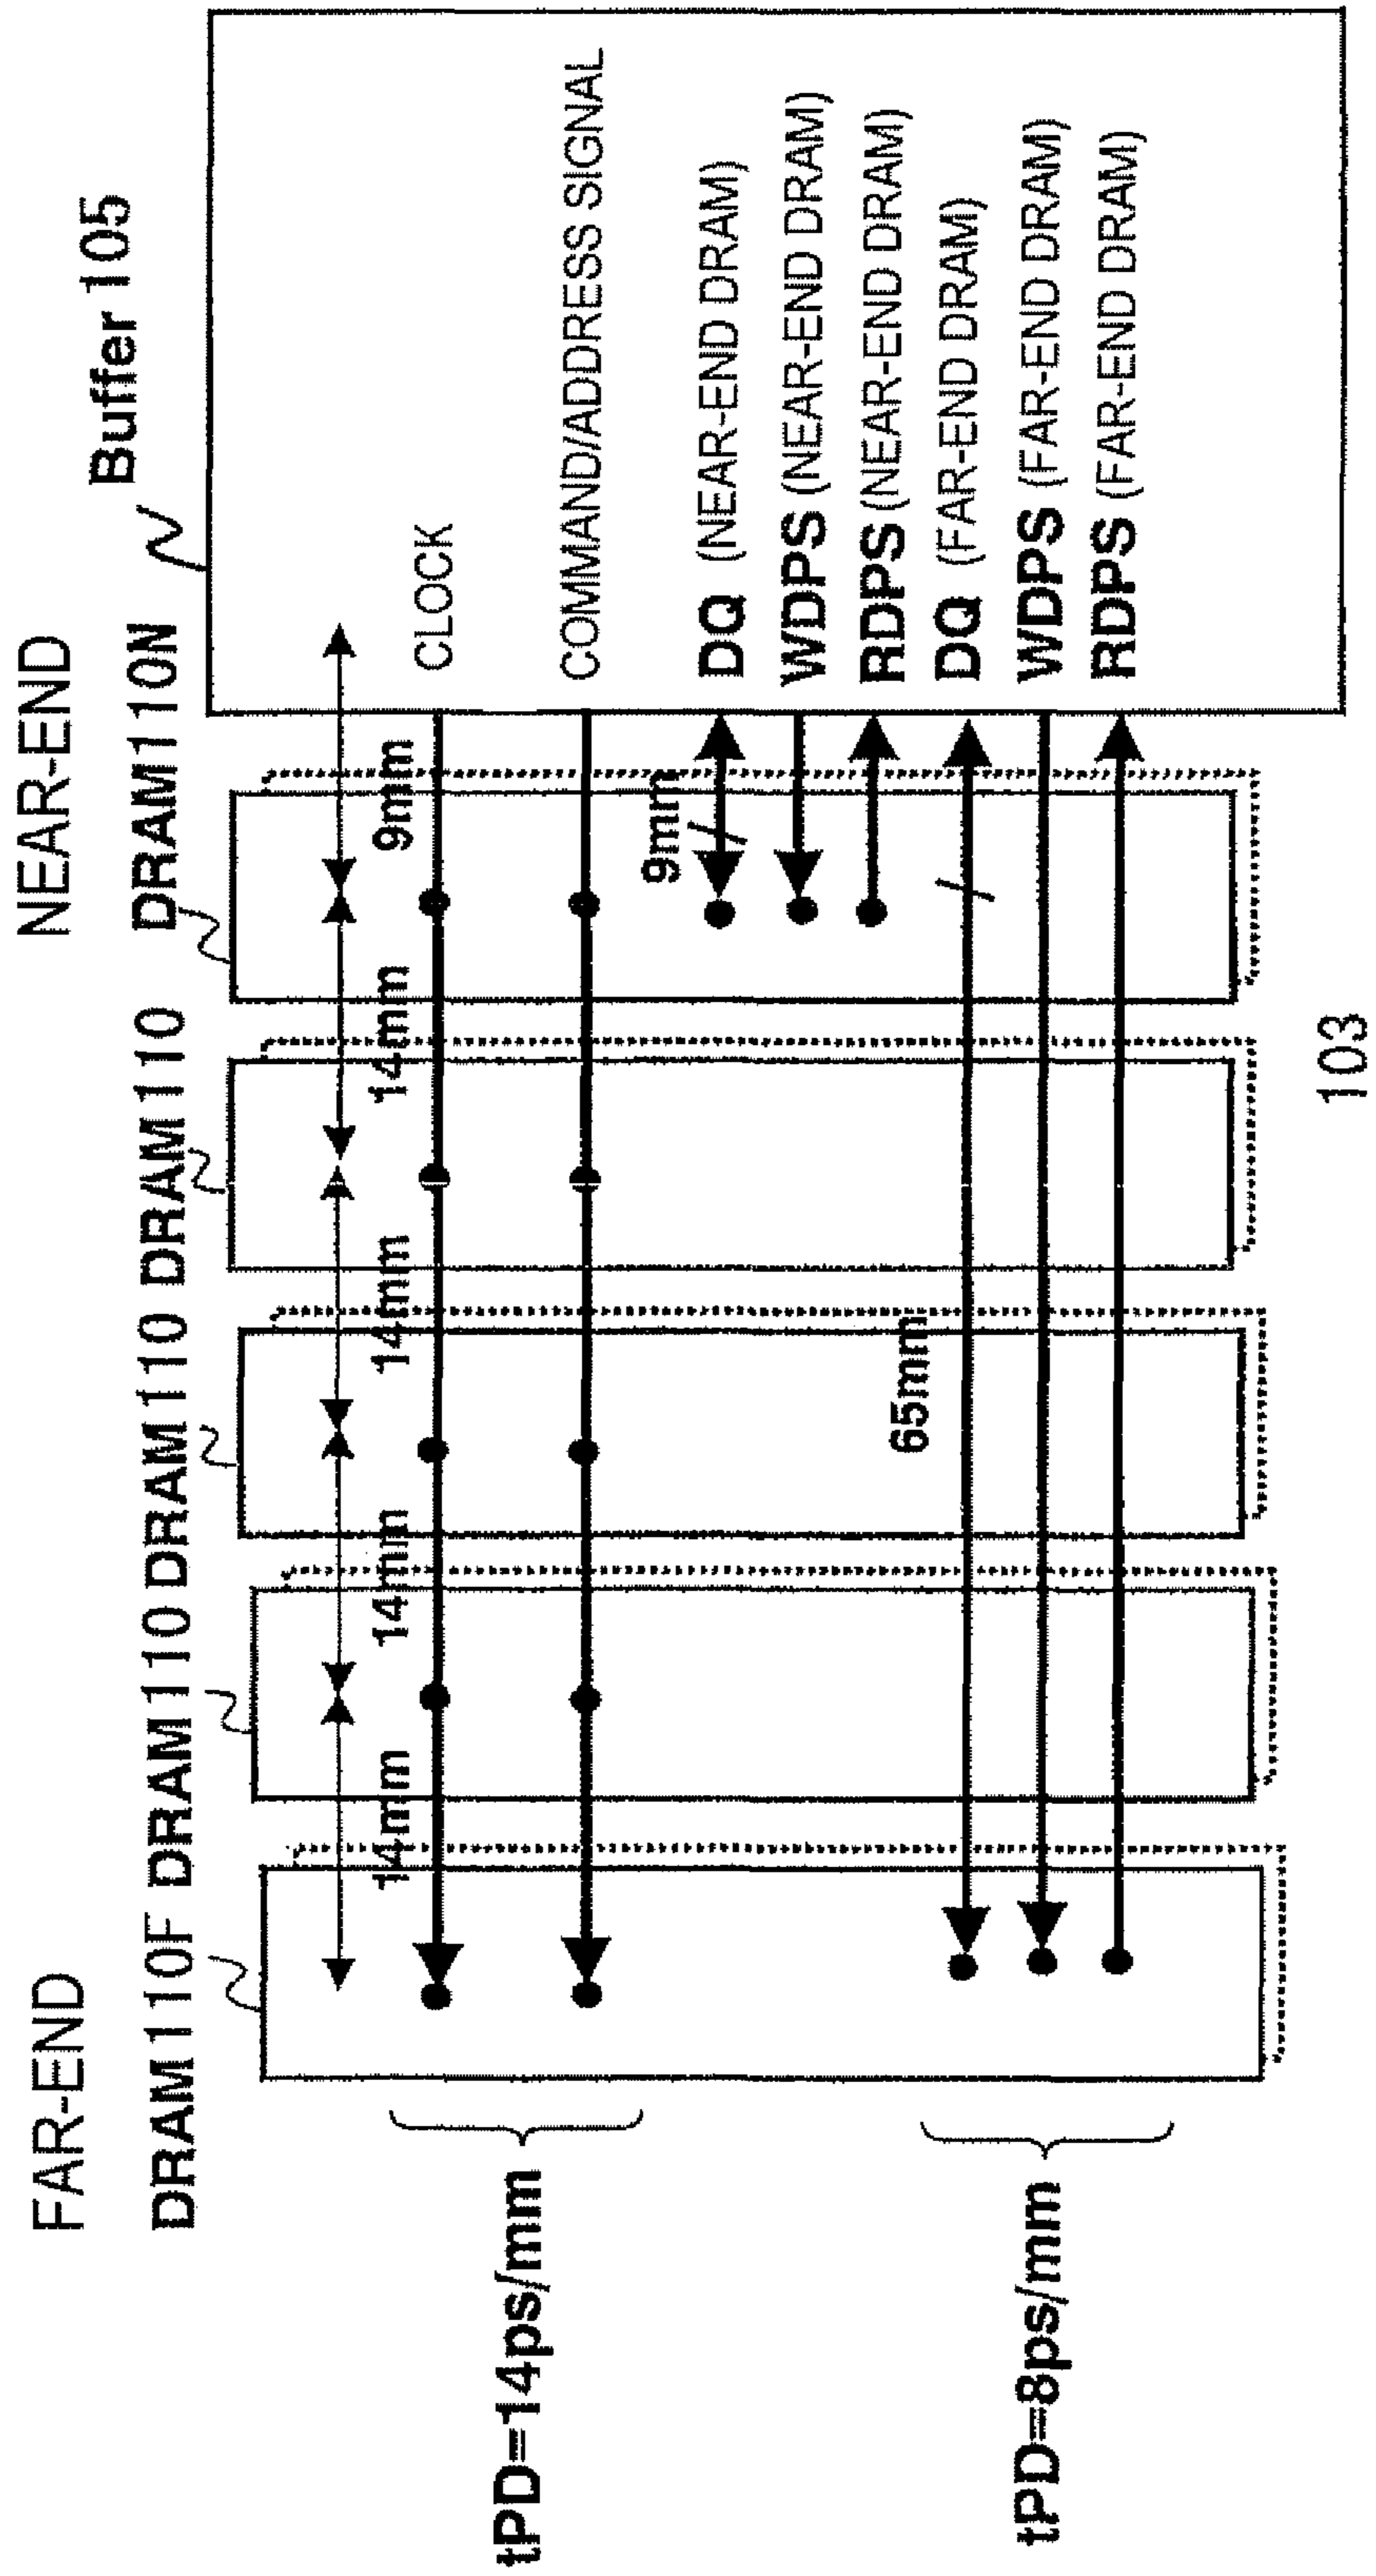 FAR-END
NEAR-END
DRAM110F
DRAM110
DRAM110
DRAM110
DRAM110N
Buffer 105
14mm
14mm
14mm
14mm
9mm
CLOCK
tPD=14ps/mm
COMMAND/ADDRESS SIGNAL
9mm
DQ (NEAR-END DRAM)
WDPS (NEAR-END DRAM)
RDPS (NEAR-END DRAM)
65mm
DQ (FAR-END DRAM)
tPD=8ps/mm
WDPS (FAR-END DRAM)
RDPS (FAR-END DRAM)
103